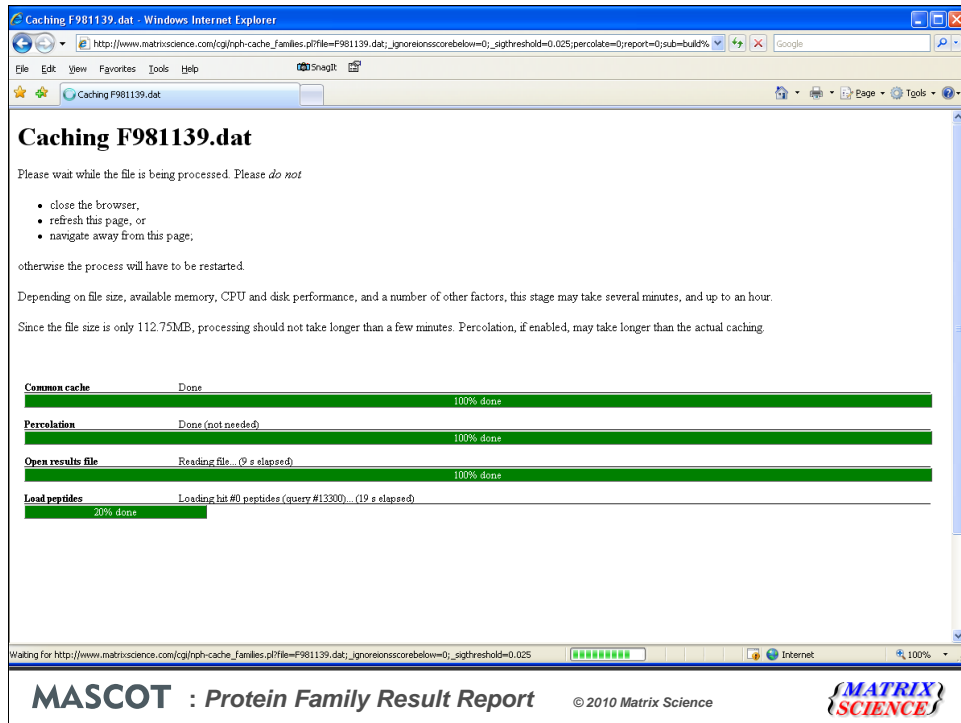 Caching F981139.dat - Windows Internet Explorer
http://www.matrixscience.com/cgi/nph-cache_families.pl?file=F981139.dat;_ignoreionsscorebelow=0;_sigthreshold=0.025;percolate=0;report=0;sub=build%
Google
File Edit View Favorites Tools Help SnagIt
Caching F981139.dat
Page Tools
Caching F981139.dat
Please wait while the file is being processed. Please do not
• close the browser,
• refresh this page, or
• navigate away from this page;
otherwise the process will have to be restarted.
Depending on file size, available memory, CPU and disk performance, and a number of other factors, this stage may take several minutes, and up to an hour.
Since the file size is only 112.75MB, processing should not take longer than a few minutes. Percolation, if enabled, may take longer than the actual caching.
Common cache Done
100% done
Percolation Done (not needed)
100% done
Open results file Reading file... (9 s elapsed)
100% done
Load peptides Loading hit #0 peptides (query #13300)... (19 s elapsed)
20% done
Waiting for http://www.matrixscience.com/cgi/nph-cache_families.pl?file=F981139.dat;_ignoreionsscorebelow=0;_sigthreshold=0.025
Internet
100%
MASCOT : Protein Family Result Report © 2010 Matrix Science
{MATRIX}
{SCIENCE}